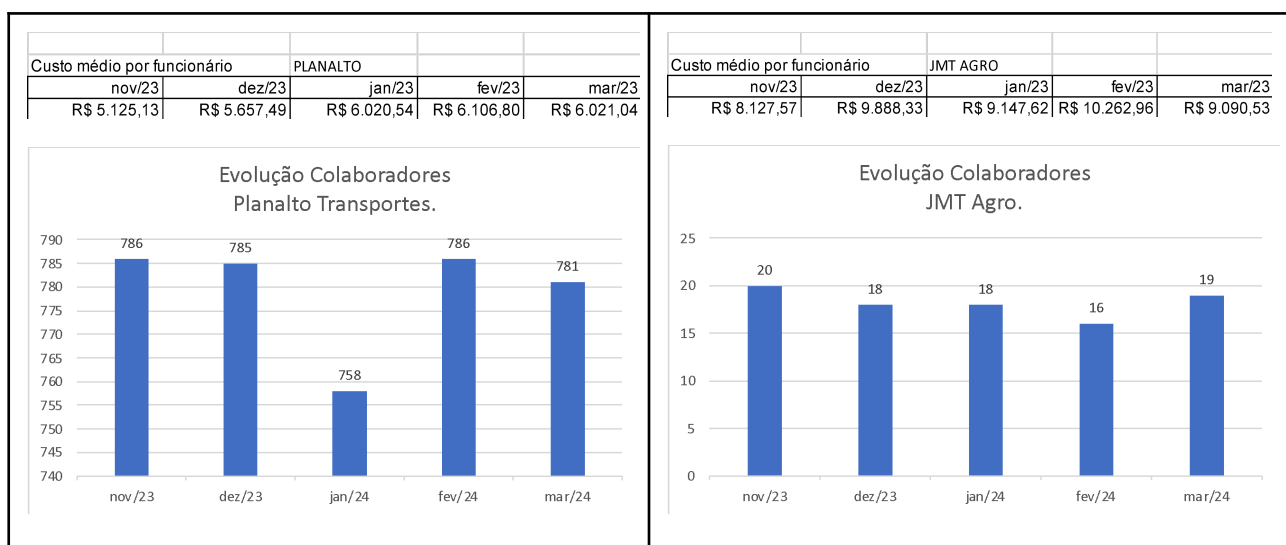 Custo médio por funcionário PLANALTO
nov/23 dez/23 jan/23 fev/23 mar/23
R$ 5.125,13 R$ 5.657,49 R$ 6.020,54 R$ 6.106,80 R$ 6.021,04
Evolução Colaboradores
Planalto Transportes.
790
785
780
775
770
765
760
755
750
745
740
786
785
758
786
781
nov/23 dez/23 jan/24 fev/24 mar/24
Custo médio por funcionário JMT AGRO
nov/23 dez/23 jan/23 fev/23 mar/23
R$ 8.127,57 R$ 9.888,33 R$ 9.147,62 R$ 10.262,96 R$ 9.090,53
Evolução Colaboradores
JMT Agro.
25
20
15
10
5
0
20
18
18
16
19
nov/23 dez/23 jan/24 fev/24 mar/24